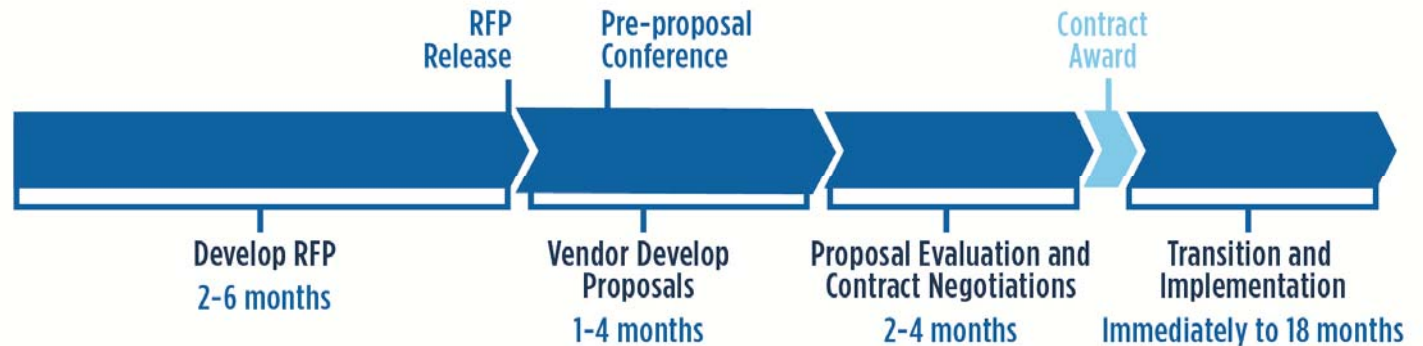 RFP
Release
Pre-proposal
Conference
Contract
Award
Develop RFP
2-6 months
Vendor Develop
Proposals
1-4 months
Proposal Evaluation and
Contract Negotiations
2-4 months
Transition and
Implementation
Immediately to 18 months